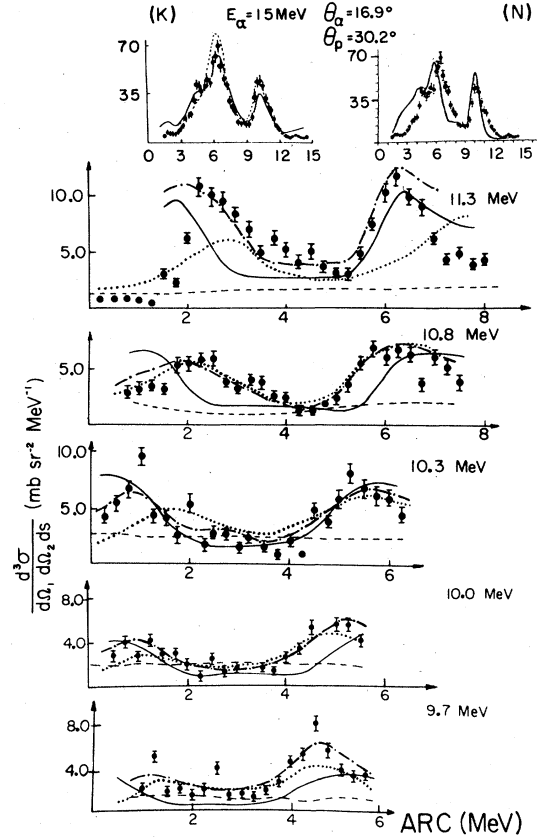 (K) Eα = 15 MeV θα =16.9° (N)
θp =30.2°
70
35
0 3 6 9 12 15
70
35
0 3 6 9 12 15
11.3 MeV
10.0
5.0
2 4 6 8
10.8 MeV
5.0
2 4 6 8
10.3 MeV
10.0
5.0
0 2 4 6
10.0 MeV
8.0
4.0
0 2 4 6
9.7 MeV
8.0
4.0
0 2 4 6
d³σ / dΩ₁ dΩ₂ds (mb sr⁻² MeV⁻¹)
ARC (MeV)